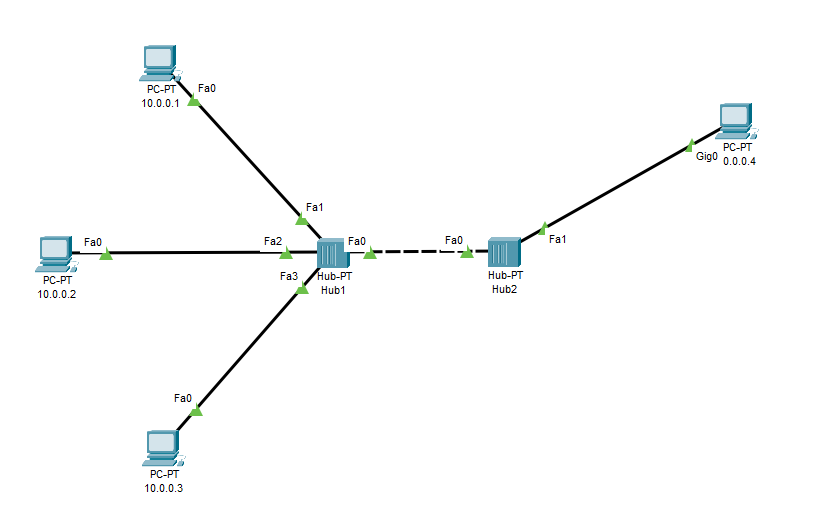 PC-PT
10.0.0.1
Fa0
Fa1
PC-PT
0.0.0.4
Gig0
Fa1
Fa0
Fa2
Fa0
Fa0
PC-PT
10.0.0.2
Fa3
Hub-PT
Hub1
Hub-PT
Hub2
Fa0
PC-PT
10.0.0.3